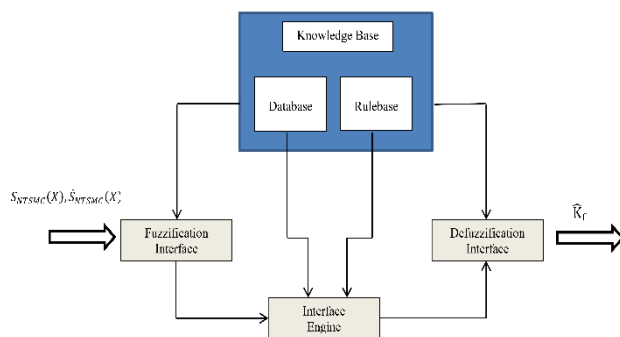 Knowledge Base
Database
Rulebase
S_NTSMC(X), Ṡ_NTSMC(X)
Fuzzification
Interface
Defuzzification
Interface
K̂_f
Interface
Engine